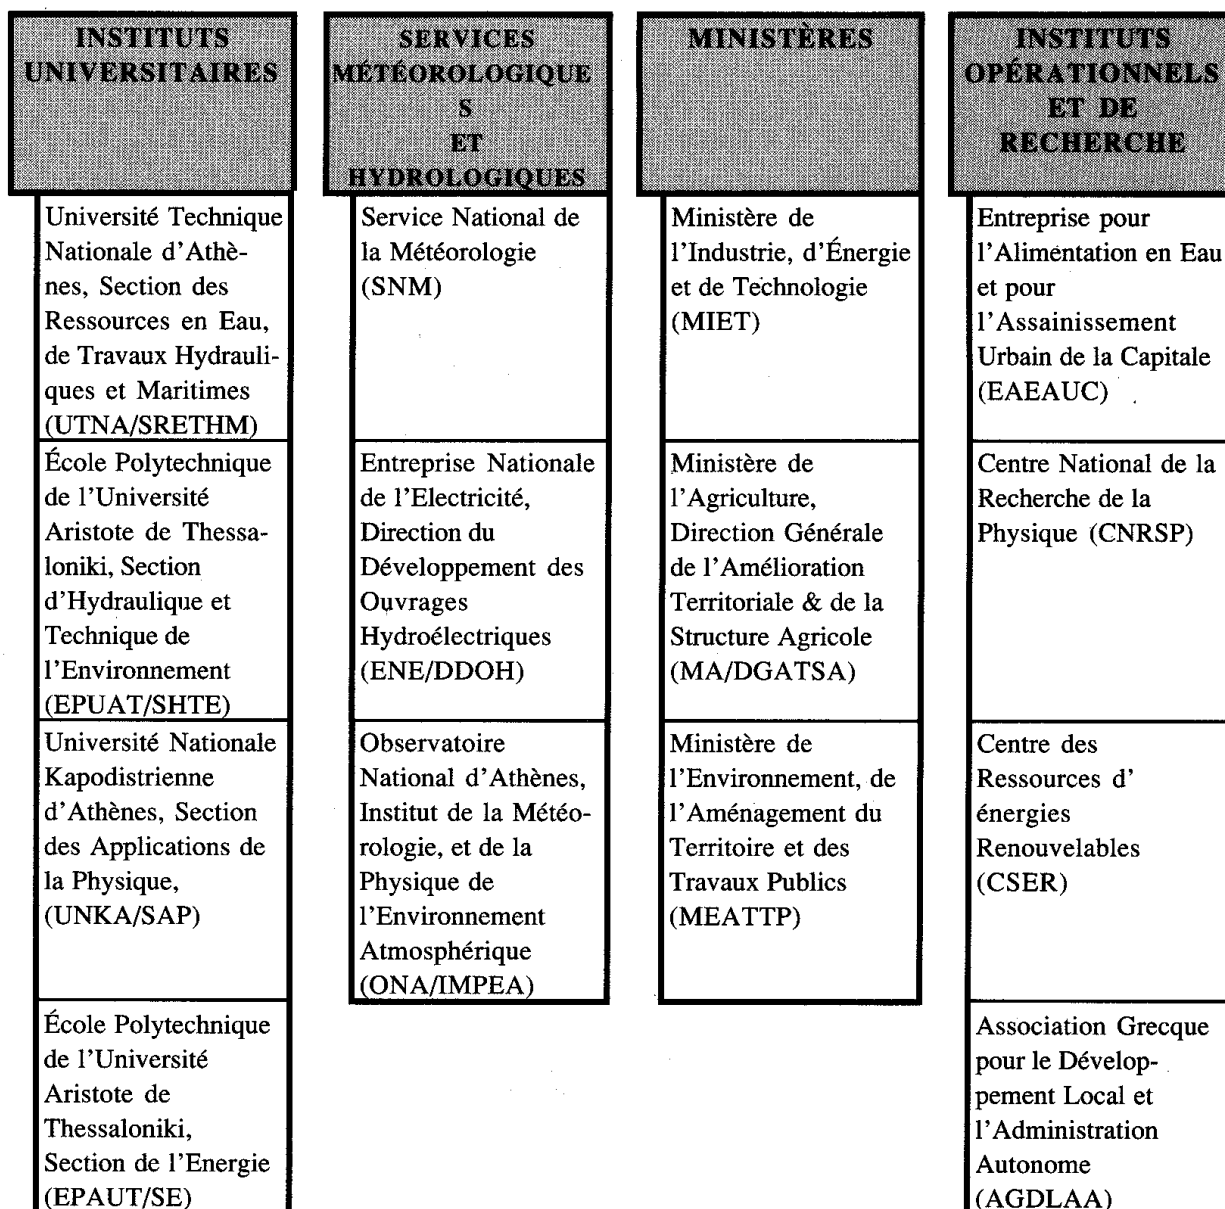 INSTITUTS
UNIVERSITAIRES
Université Technique
Nationale d'Athè-
nes, Section des
Ressources en Eau,
de Travaux Hydrauli-
ques et Maritimes
(UTNA/SRETHM)
École Polytechnique
de l'Université
Aristote de Thessa-
loniki, Section
d'Hydraulique et
Technique de
l'Environnement
(EPUAT/SHTE)
Université Nationale
Kapodistrienne
d'Athènes, Section
des Applications de
la Physique,
(UNKA/SAP)
École Polytechnique
de l'Université
Aristote de
Thessaloniki,
Section de l'Energie
(EPAUT/SE)
SERVICES
MÉTÉOROLOGIQUE
S
ET
HYDROLOGIQUES
Service National de
la Météorologie
(SNM)
Entreprise Nationale
de l'Electricité,
Direction du
Développement des
Ouvrages
Hydroélectriques
(ENE/DDOH)
Observatoire
National d'Athènes,
Institut de la Météo-
rologie, et de la
Physique de
l'Environnement
Atmosphérique
(ONA/IMPEA)
MINISTÈRES
Ministère de
l'Industrie, d'Énergie
et de Technologie
(MIET)
Ministère de
l'Agriculture,
Direction Générale
de l'Amélioration
Territoriale & de la
Structure Agricole
(MA/DGATSA)
Ministère de
l'Environnement, de
l'Aménagement du
Territoire et des
Travaux Publics
(MEATTP)
INSTITUTS
OPÉRATIONNELS
ET DE
RECHERCHE
Entreprise pour
l'Alimentation en Eau
et pour
l'Assainissement
Urbain de la Capitale
(EAEAUC)
Centre National de la
Recherche de la
Physique (CNRSP)
Centre des
Ressources d'
énergies
Renouvelables
(CSER)
Association Grecque
pour le Dévelop-
pement Local et
l'Administration
Autonome
(AGDLAA)